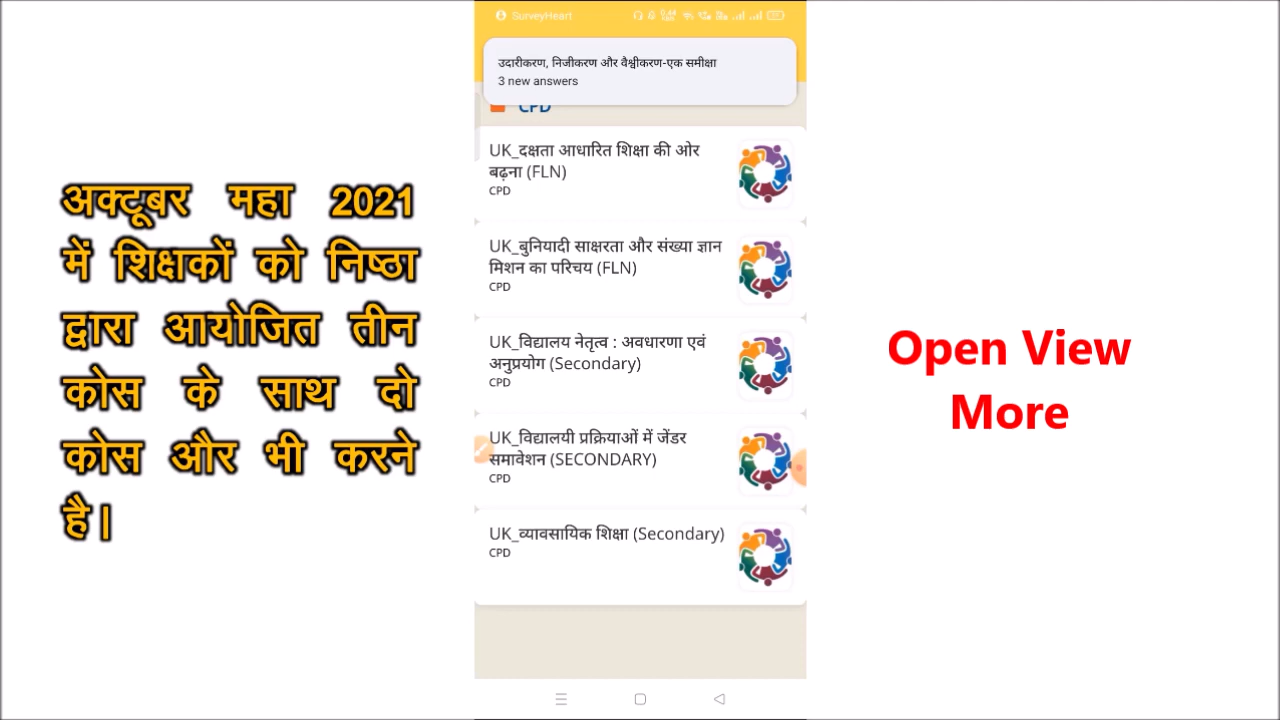 अक्टूबर महा 2021
में शिक्षकों को निष्ठा
द्वारा आयोजित तीन
कोस के साथ दो
कोस और भी करने
है।
SurveyHeart
उदारीकरण, निजीकरण और वैश्वीकरण-एक समीक्षा
3 new answers
CPD
UK_दक्षता आधारित शिक्षा की ओर
बढ़ना (FLN)
CPD
UK_बुनियादी साक्षरता और संख्या ज्ञान
मिशन का परिचय (FLN)
CPD
UK_विद्यालय नेतृत्व : अवधारणा एवं
अनुप्रयोग (Secondary)
CPD
UK_विद्यालयी प्रक्रियाओं में जेंडर
समावेशन (SECONDARY)
CPD
UK_व्यावसायिक शिक्षा (Secondary)
CPD
Open View
More